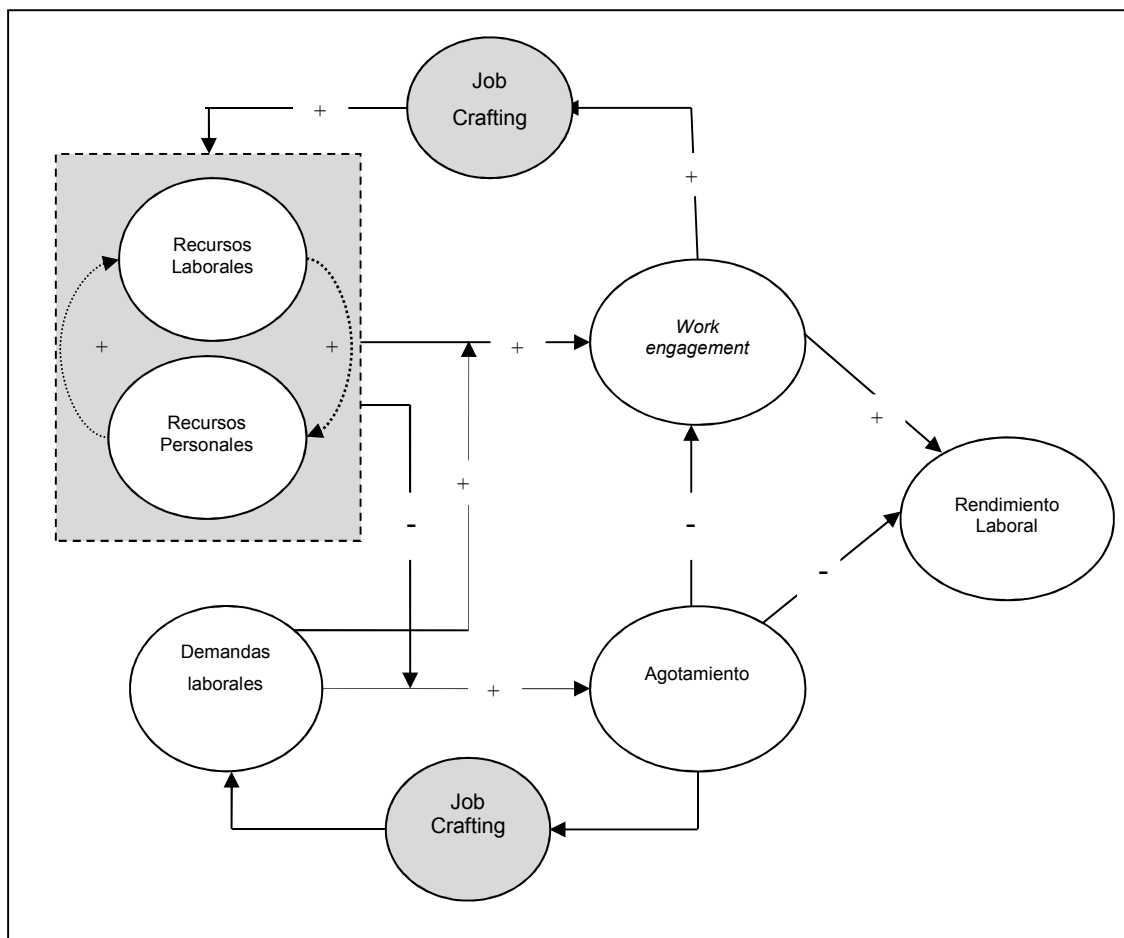 Job
Crafting
+
+
Recursos
Laborales
+
+
Recursos
Personales
+
Work
engagement
+
+
-
-
-
Rendimiento
Laboral
Demandas
laborales
+
Agotamiento
Job
Crafting